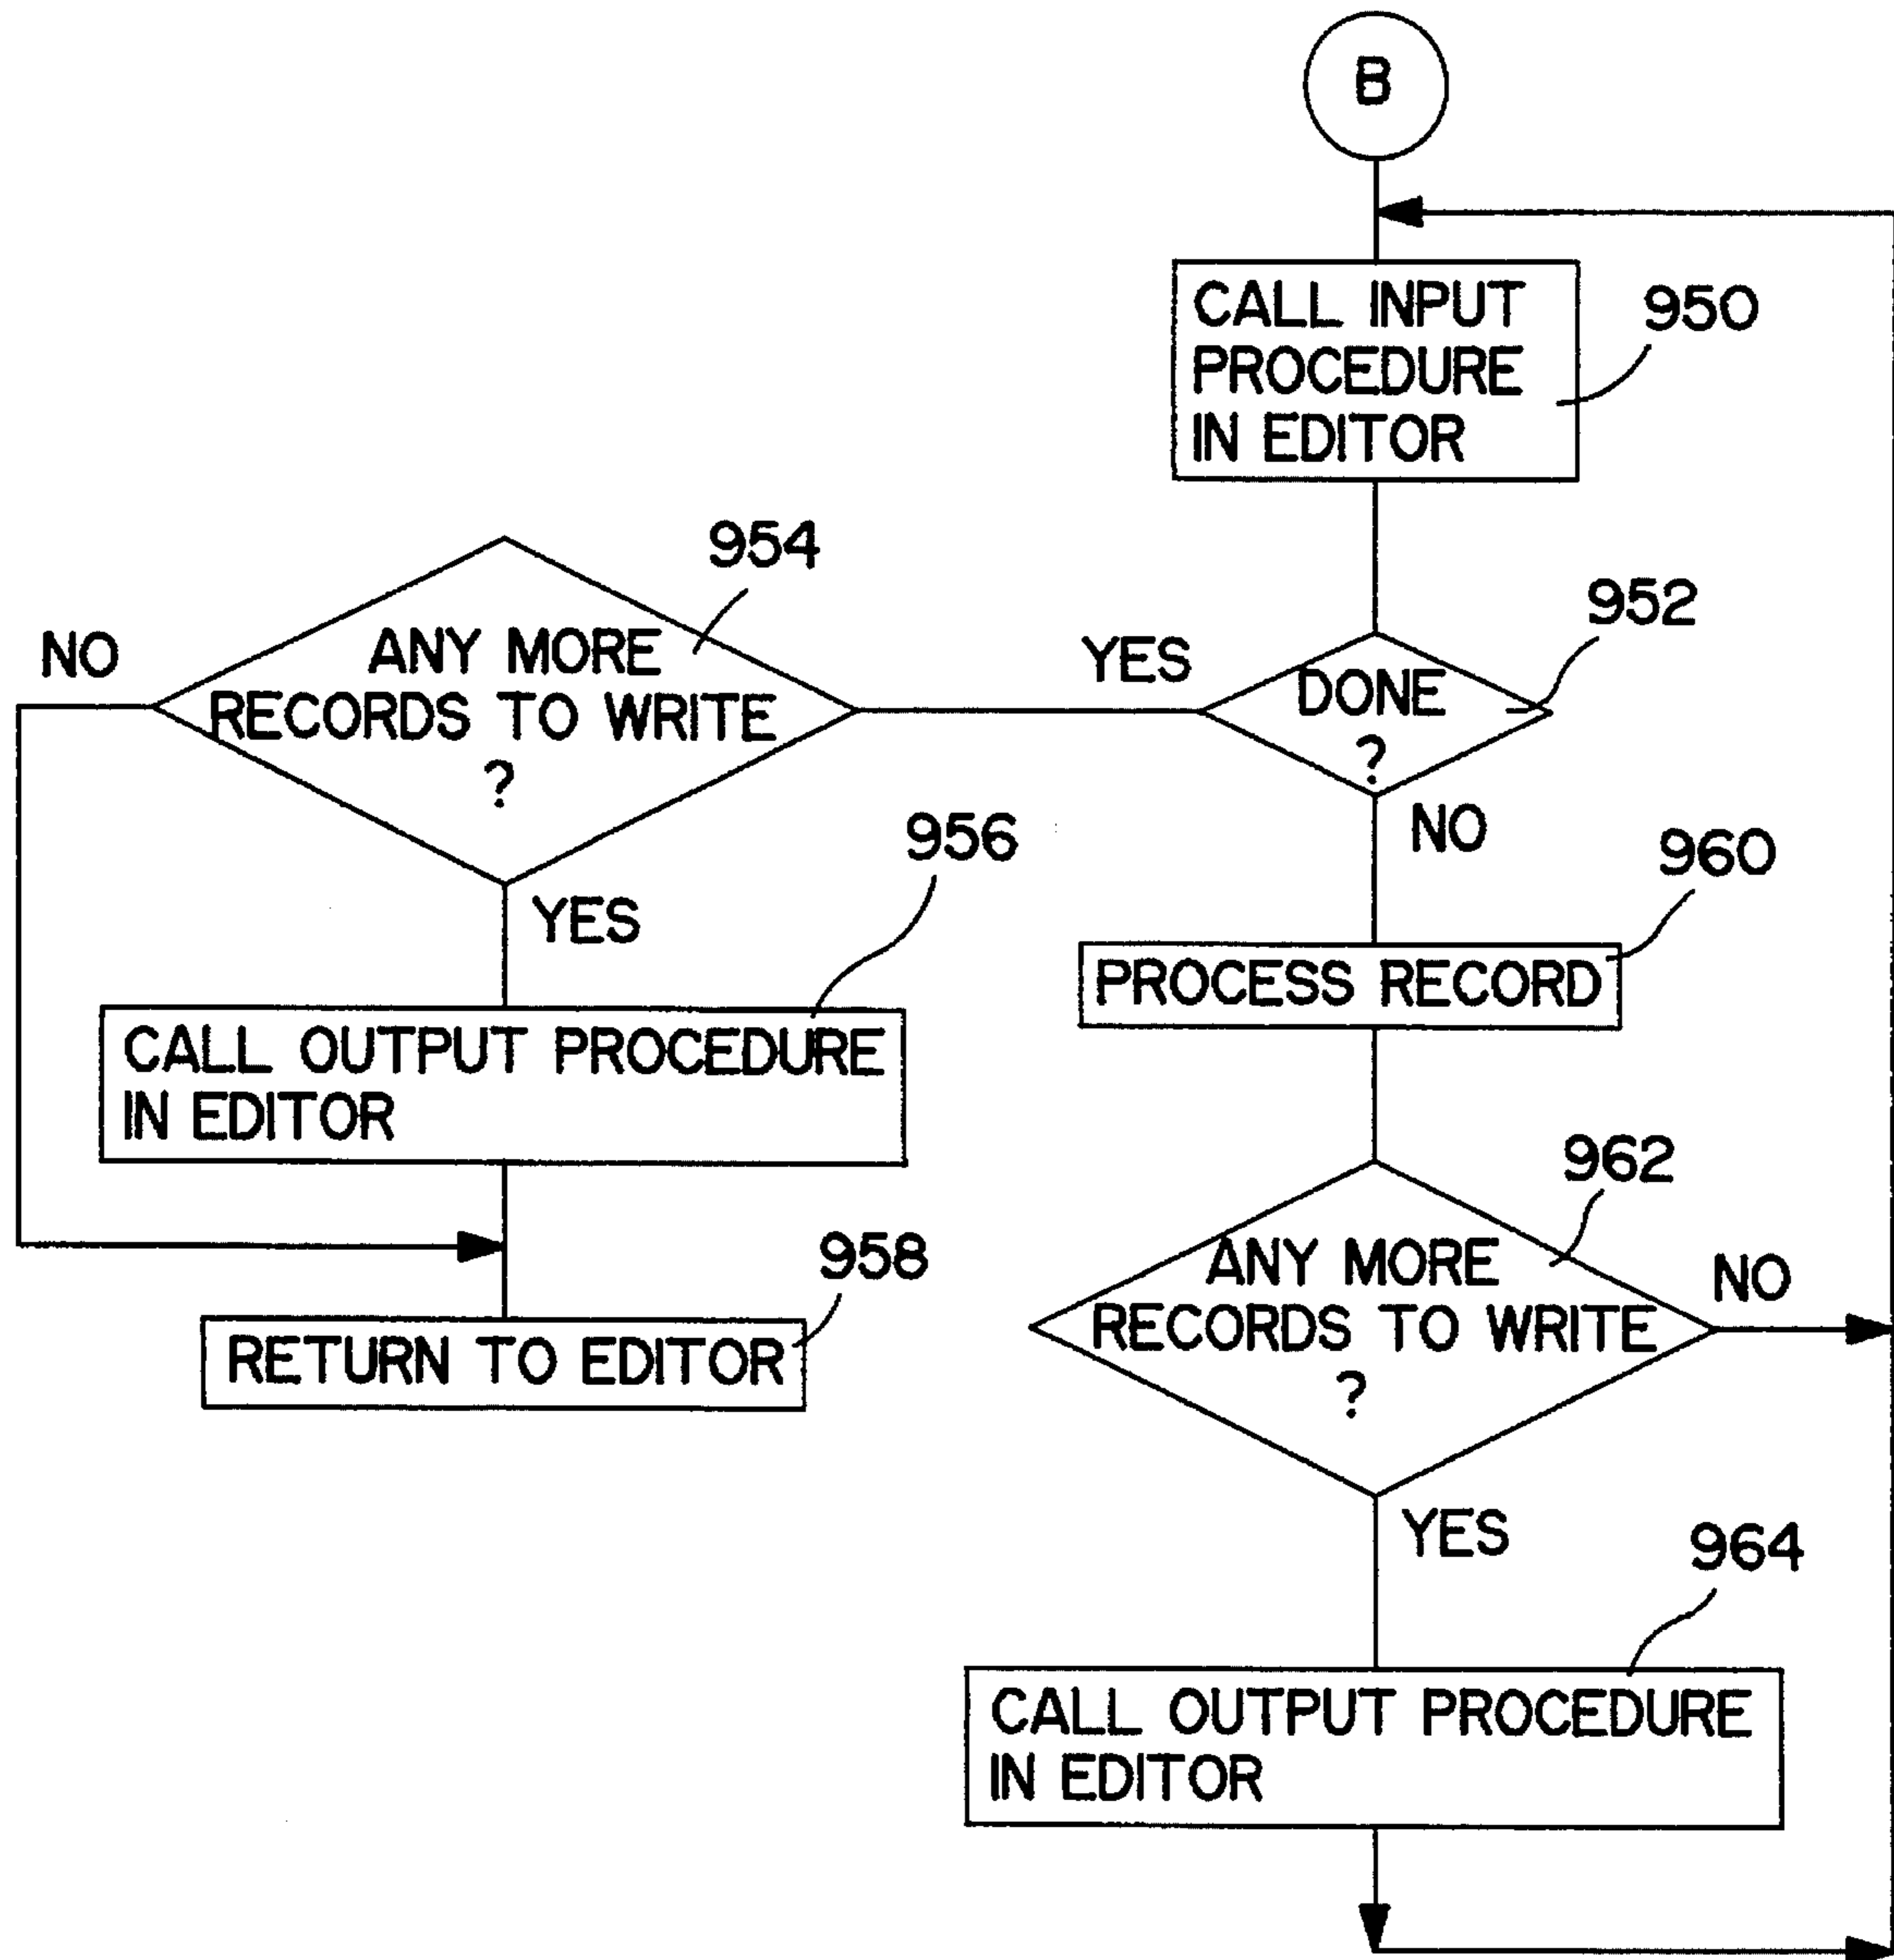 B
CALL INPUT
PROCEDURE
IN EDITOR
950
DONE
?
952
YES
NO
ANY MORE
RECORDS TO WRITE
?
954
NO
YES
CALL OUTPUT PROCEDURE
IN EDITOR
956
RETURN TO EDITOR
958
PROCESS RECORD
960
ANY MORE
RECORDS TO WRITE
?
962
NO
YES
CALL OUTPUT PROCEDURE
IN EDITOR
964